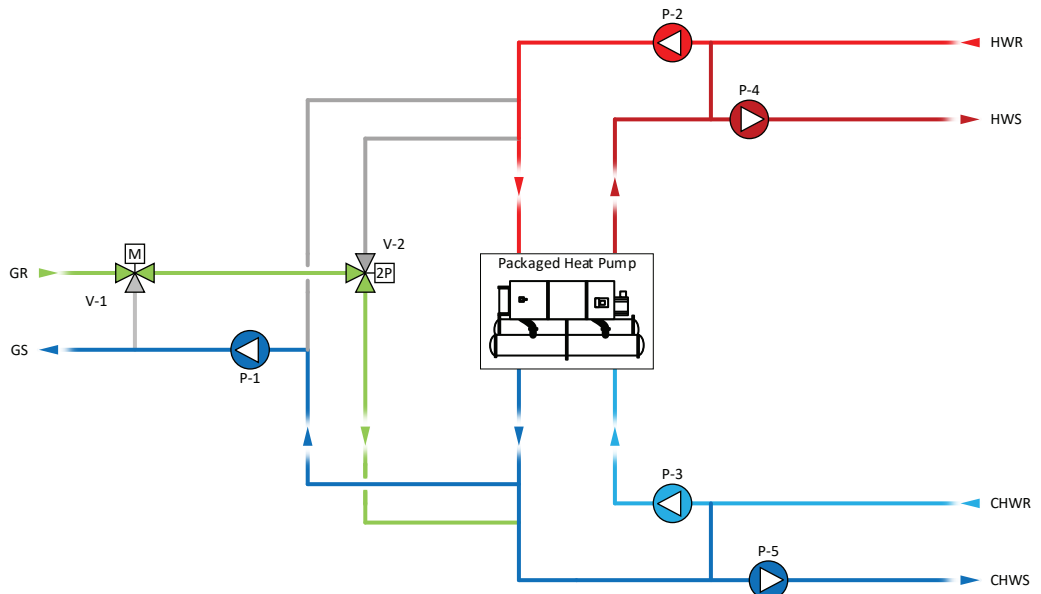 P-2
HWR
P-4
HWS
M
V-2
GR
2P
Packaged Heat Pump
V-1
GS
P-1
P-3
CHWR
P-5
CHWS